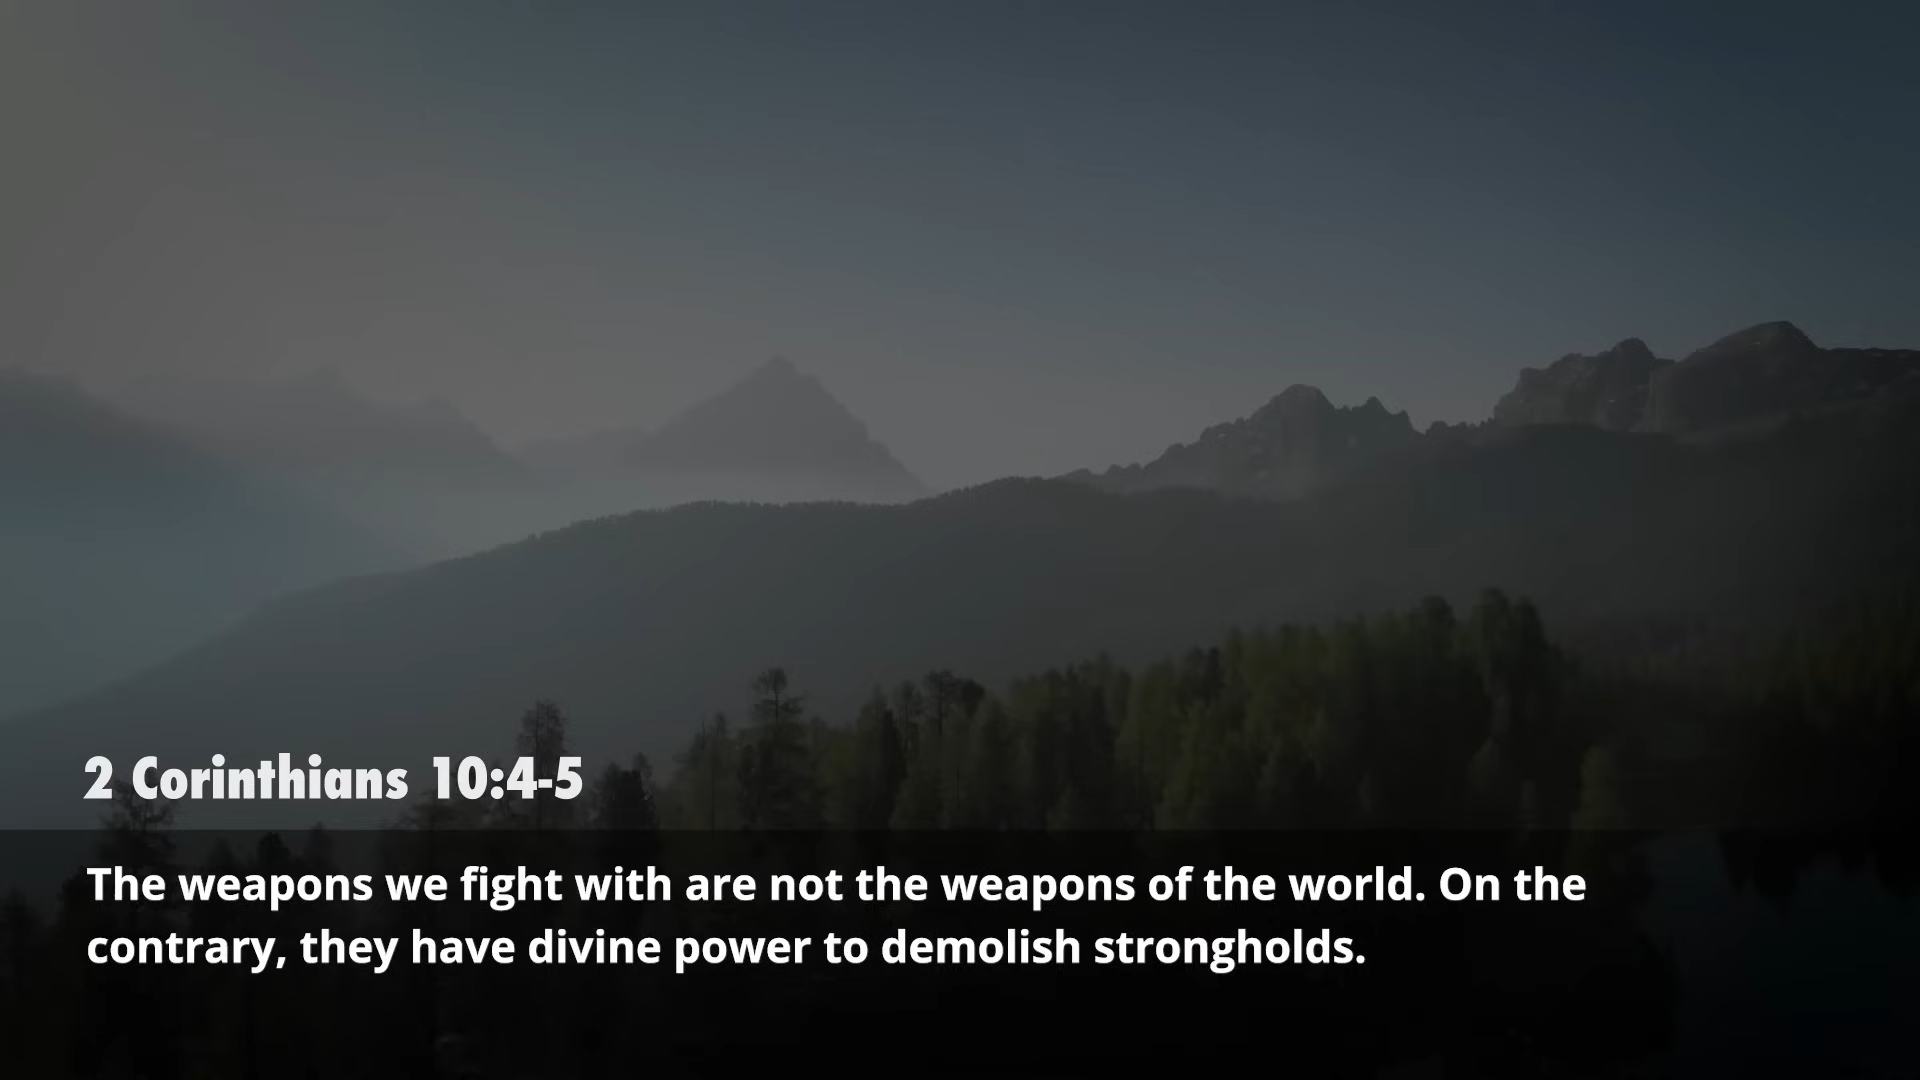 2 Corinthians 10:4-5
The weapons we fight with are not the weapons of the world. On the
contrary, they have divine power to demolish strongholds.